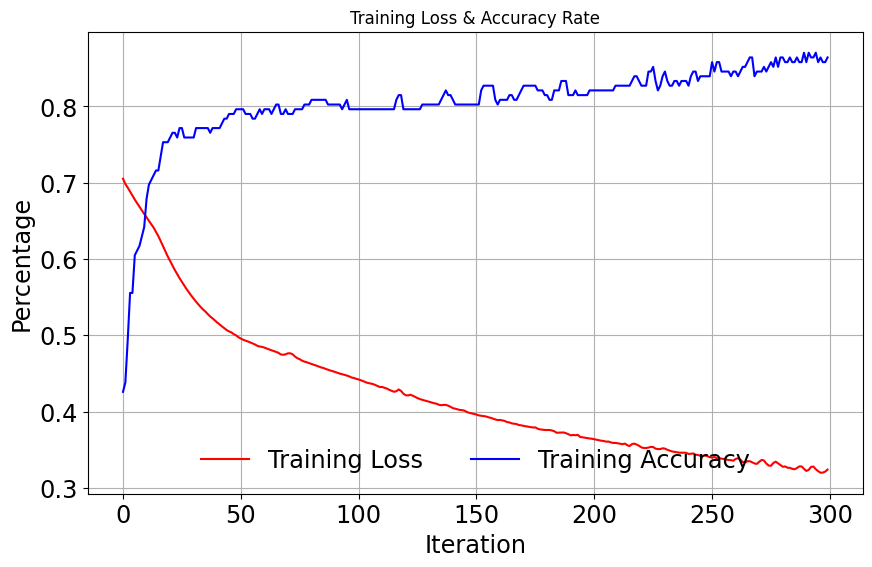 Training Loss & Accuracy Rate
Percentage
0.8
0.7
0.6
0.5
0.4
0.3
Training Loss
Training Accuracy
0 50 100 150 200 250 300
Iteration